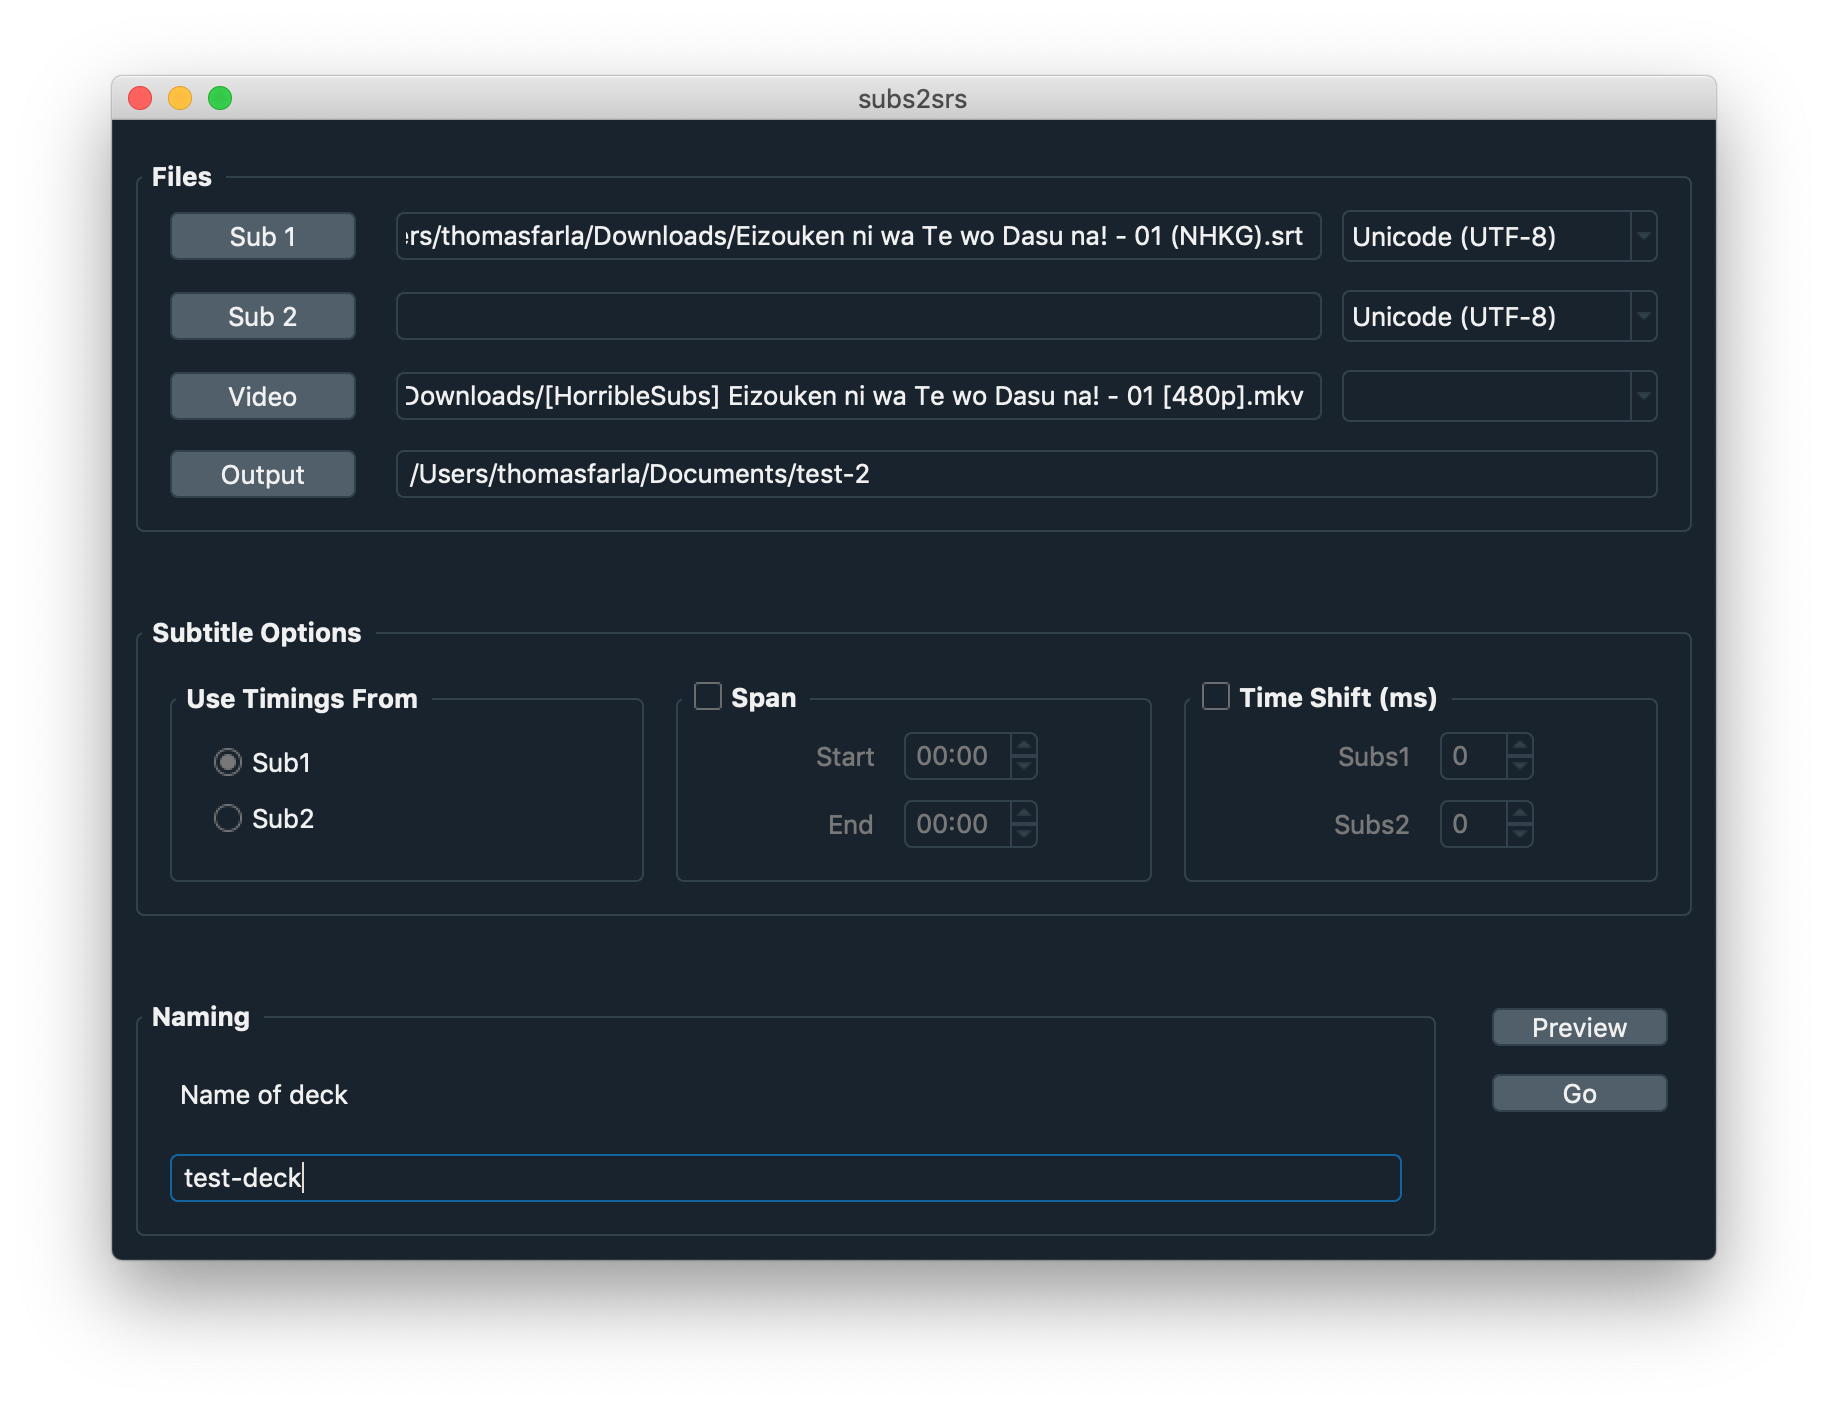 subs2srs
Files
Sub 1
rs/thomasfarla/Downloads/Eizouken ni wa Te wo Dasu na! - 01 (NHKG).srt
Unicode (UTF-8)
Sub 2
Unicode (UTF-8)
Video
Downloads/[HorribleSubs] Eizouken ni wa Te wo Dasu na! - 01 [480p].mkv
Output
/Users/thomasfarla/Documents/test-2
Subtitle Options
Use Timings From
Sub1
Sub2
Span
Start 00:00
End 00:00
Time Shift (ms)
Subs1 0
Subs2 0
Naming
Name of deck
test-deck
Preview
Go